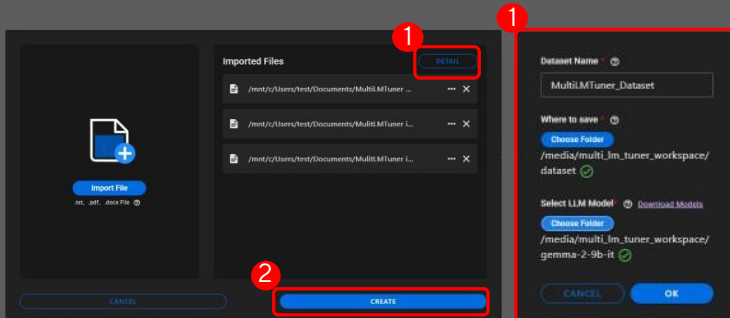 1
Imported Files
DETAIL
/mnt/c/Users/test/Documents/MultiLMTuner ...
/mnt/c/Users/test/Documents/MulitLMTuner i...
/mnt/c/Users/test/Documents/MulitLMTuner i...
Import File
.txt, .pdf, .docx File
2
CANCEL
CREATE
1
Dataset Name *
MultiLMTuner_Dataset
Where to save *
Choose Folder
/media/multi_lm_tuner_workspace/
dataset
Select LLM Model* Download Models
Choose Folder
/media/multi_lm_tuner_workspace/
gemma-2-9b-it
CANCEL
OK